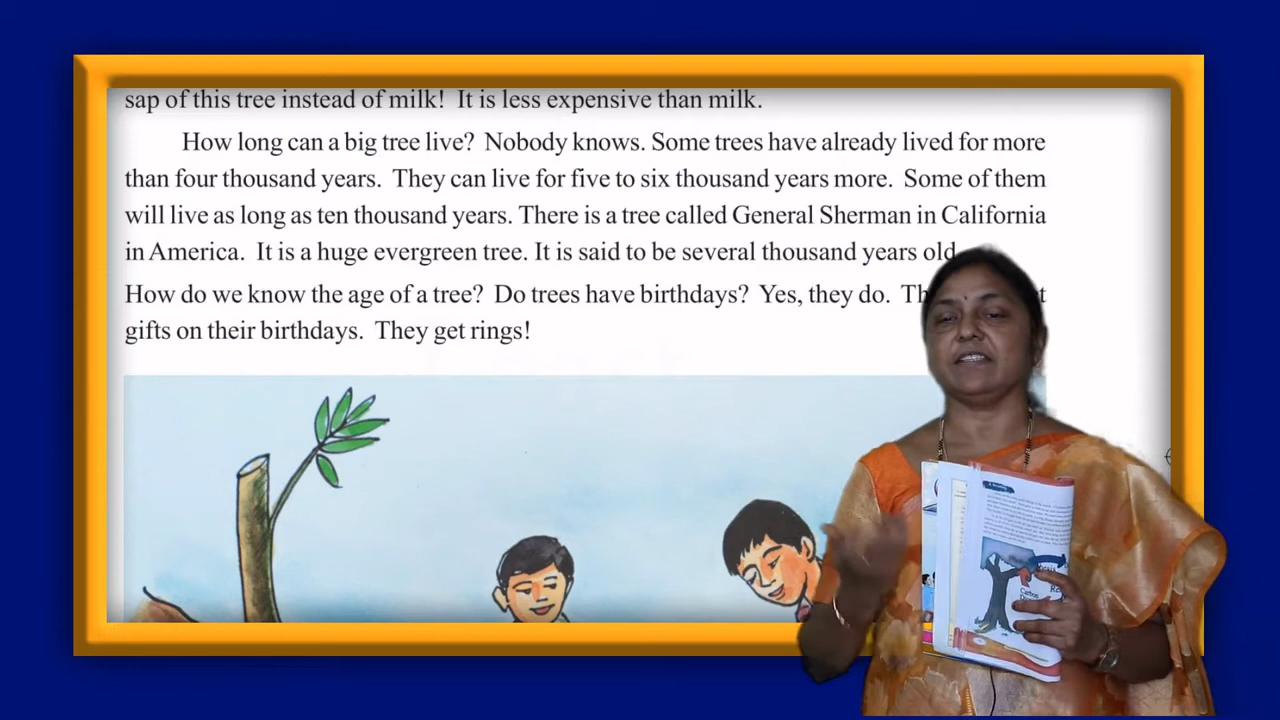 sap of this tree instead of milk! It is less expensive than milk.
How long can a big tree live? Nobody knows. Some trees have already lived for more
than four thousand years. They can live for five to six thousand years more. Some of them
will live as long as ten thousand years. There is a tree called General Sherman in California
in America. It is a huge evergreen tree. It is said to be several thousand years old
How do we know the age of a tree? Do trees have birthdays? Yes, they do.
gifts on their birthdays. They get rings!